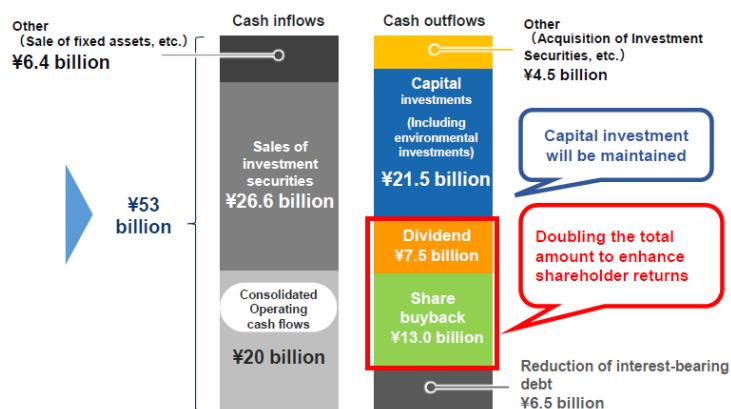 Cash inflows
Cash outflows
Other
（Sale of fixed assets, etc.）
¥6.4 billion
Other
（Acquisition of Investment
Securities, etc.）
¥4.5 billion
Capital
investments
(Including
environmental
investments)
¥21.5 billion
Capital investment
will be maintained
Sales of
investment
securities
¥26.6 billion
¥53
billion
Dividend
¥7.5 billion
Doubling the total
amount to enhance
shareholder returns
Consolidated
Operating
cash flows
¥20 billion
Share
buyback
¥13.0 billion
Reduction of interest-bearing
debt
¥6.5 billion